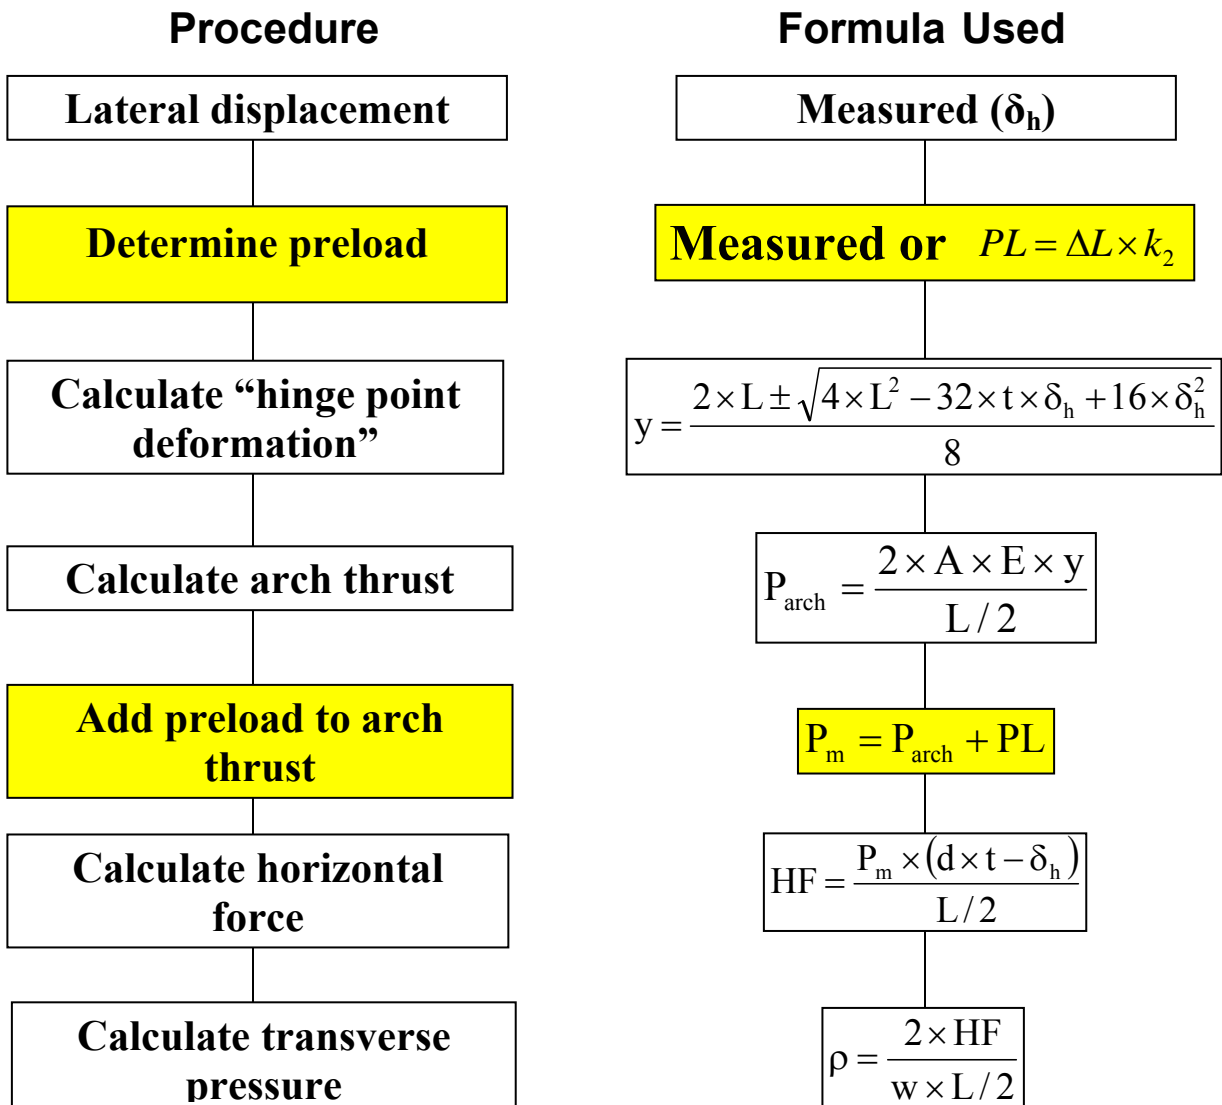 Procedure
Formula Used
Lateral displacement
Measured (δₕ)
Determine preload
Measured or PL = ΔL × k₂
Calculate “hinge point
deformation”
y = (2 × L ± √(4 × L² − 32 × t × δₕ + 16 × δₕ²)) / 8
Calculate arch thrust
P_arch = (2 × A × E × y) / (L / 2)
Add preload to arch
thrust
Pₘ = P_arch + PL
Calculate horizontal
force
HF = (Pₘ × (d × t − δₕ)) / (L / 2)
Calculate transverse
pressure
ρ = (2 × HF) / (w × L / 2)